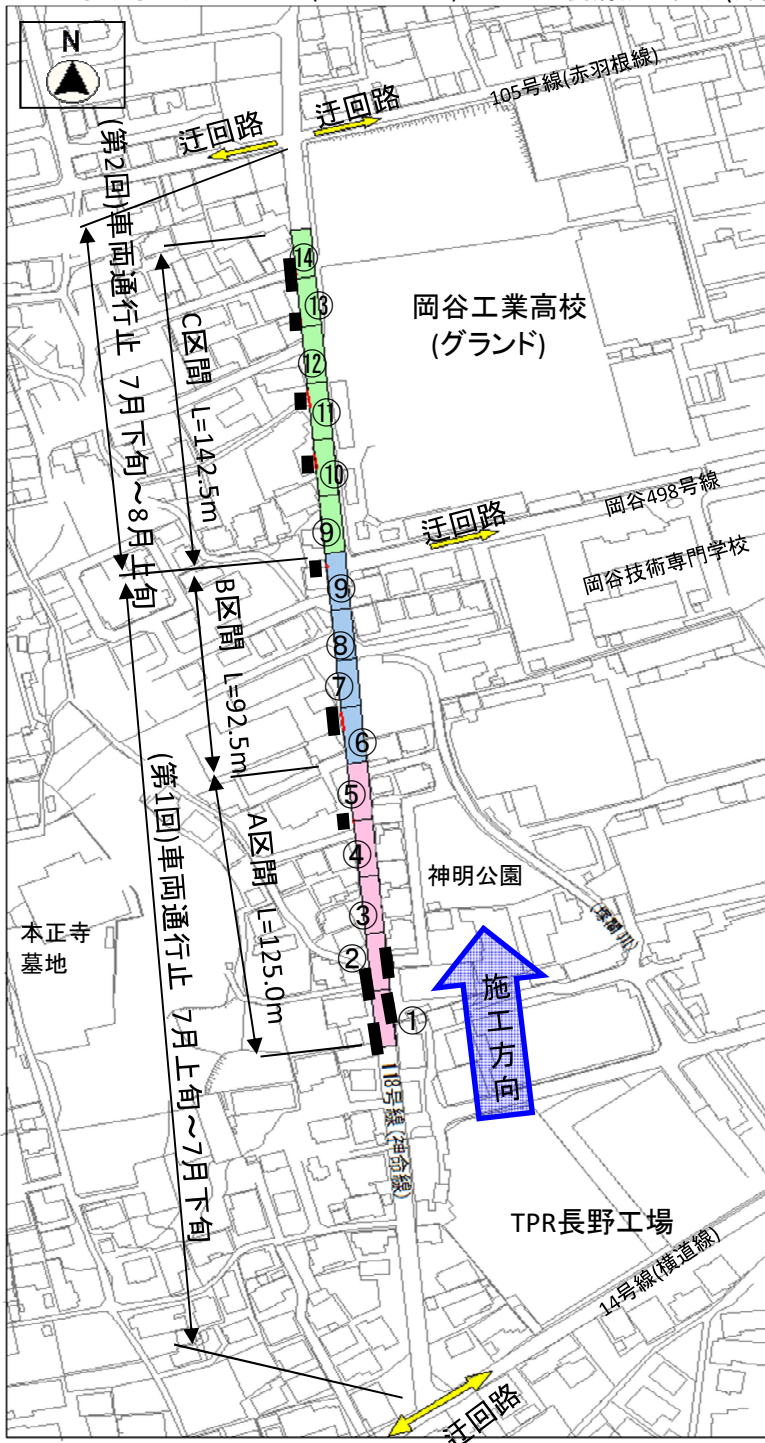 N
105号線(赤羽根線)
迂回路
迂回路
(第2回)車両通行止 7月下旬～8月上旬
⑭
岡谷工業高校
(グランド)
⑬
C区間 L=142.5m
⑫
⑪
⑩
岡谷498号線
迂回路
⑨
岡谷技術専門学校
⑨
B区間 L=92.5m
⑧
⑦
⑥
(第1回)車両通行止 7月上旬～7月下旬
⑤
A区間 L=125.0m
④
神明公園
③
塚間川
本正寺
墓地
②
施工方向
①
118号線(神命線)
TPR長野工場
14号線(横道線)
迂回路